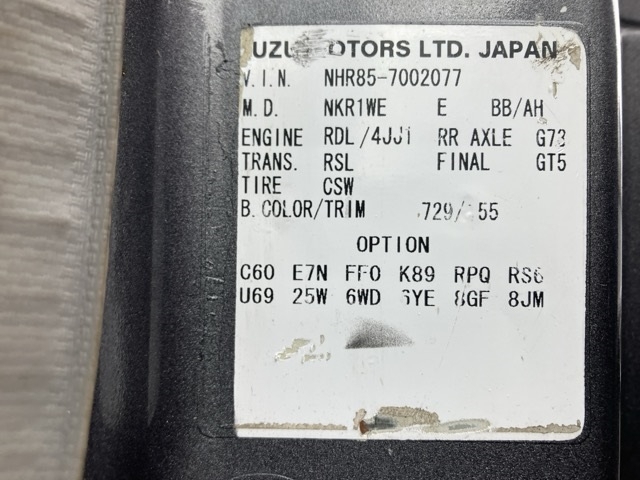 UZU OTORS LTD. JAPAN
V.I.N. NHR85-7002077
M.D. NKR1WE E BB/AH
ENGINE RDL/4JJ1 RR AXLE G73
TRANS. RSL FINAL GT5
TIRE CSW
B.COLOR/TRIM 729/ 55
OPTION
C60 E7N FF0 K89 RPQ RS6
U69 25W 6WD 6YE 8GF 8JM